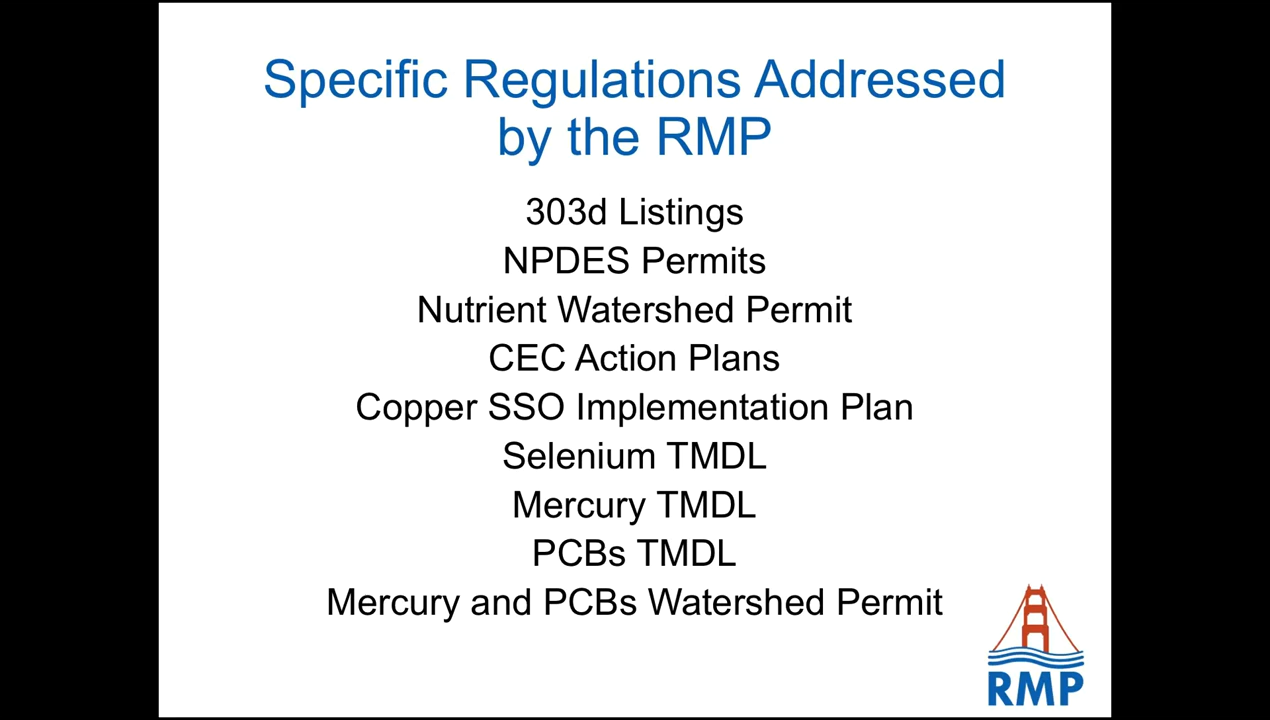 Specific Regulations Addressed
by the RMP
303d Listings
NPDES Permits
Nutrient Watershed Permit
CEC Action Plans
Copper SSO Implementation Plan
Selenium TMDL
Mercury TMDL
PCBs TMDL
Mercury and PCBs Watershed Permit
RMP